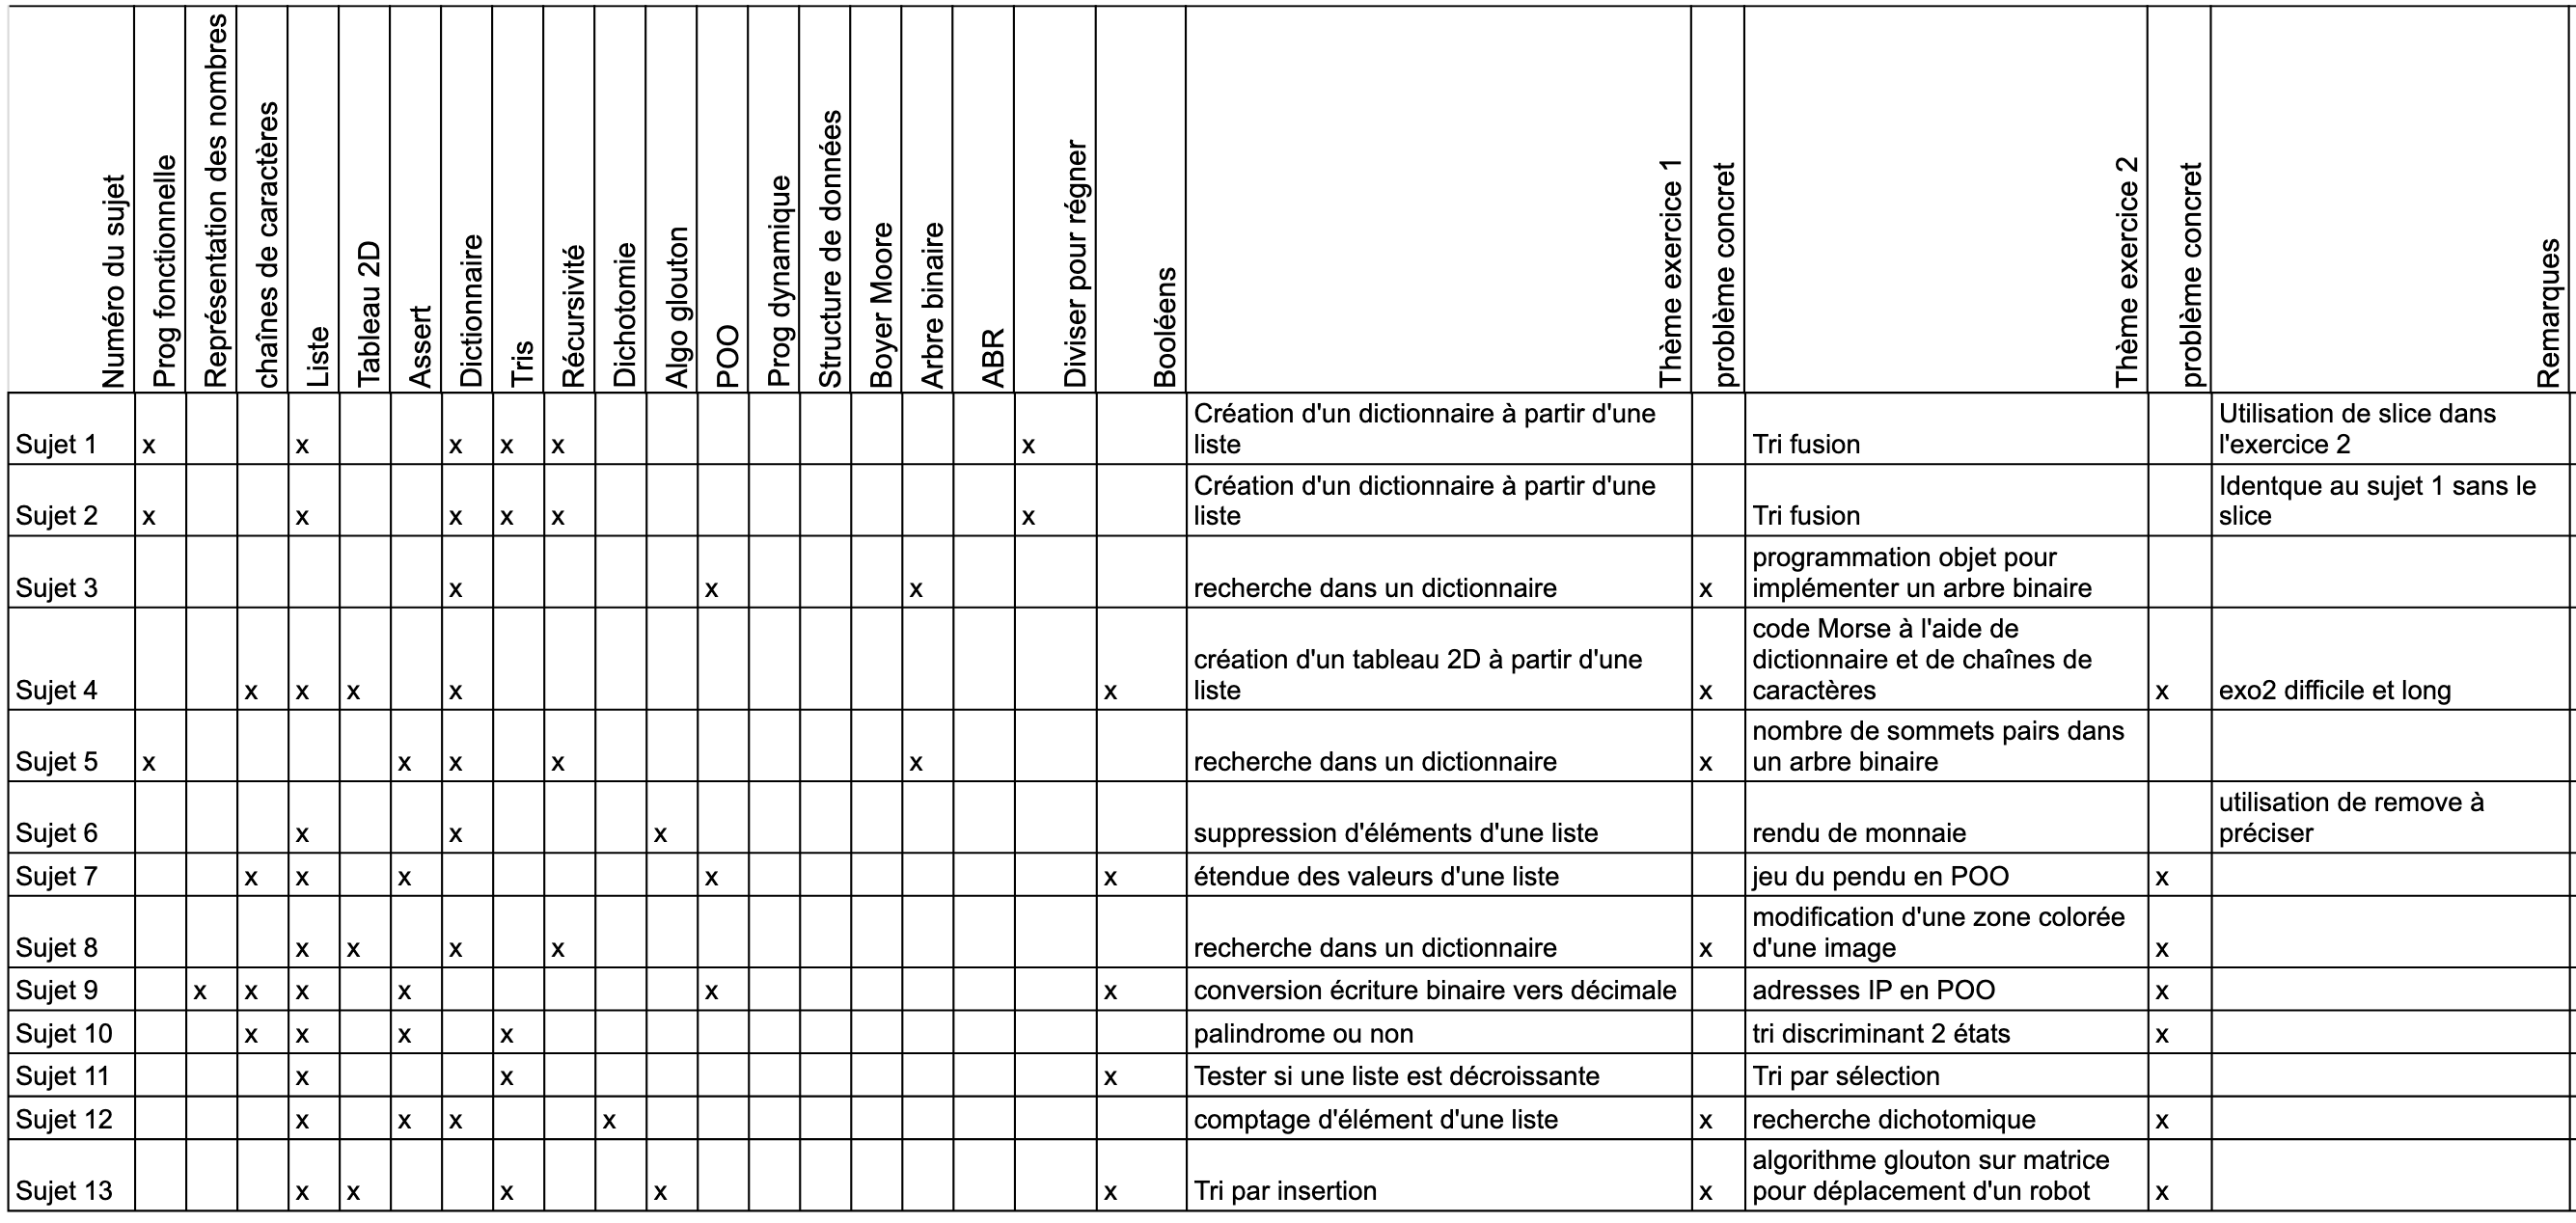 Numéro du sujet
Prog fonctionnelle
Représentation des nombres
chaînes de caractères
Liste
Tableau 2D
Assert
Dictionnaire
Tris
Récursivité
Dichotomie
Algo glouton
POO
Prog dynamique
Structure de données
Boyer Moore
Arbre binaire
ABR
Diviser pour régner
Booléens
Thème exercice 1
problème concret
Thème exercice 2
problème concret
Remarques
Sujet 1 x x x x x x
Création d'un dictionnaire à partir d'une
liste
Tri fusion
Utilisation de slice dans
l'exercice 2
Sujet 2 x x x x x x
Création d'un dictionnaire à partir d'une
liste
Tri fusion
Identque au sujet 1 sans le
slice
Sujet 3 x x x
recherche dans un dictionnaire x
programmation objet pour
implémenter un arbre binaire
Sujet 4 x x x x x
création d'un tableau 2D à partir d'une
liste x
code Morse à l'aide de
dictionnaire et de chaînes de
caractères x
exo2 difficile et long
Sujet 5 x x x x x
recherche dans un dictionnaire x
nombre de sommets pairs dans
un arbre binaire
Sujet 6 x x x
suppression d'éléments d'une liste
rendu de monnaie
utilisation de remove à
préciser
Sujet 7 x x x x x
étendue des valeurs d'une liste
jeu du pendu en POO x
Sujet 8 x x x x
recherche dans un dictionnaire x
modification d'une zone colorée
d'une image x
Sujet 9 x x x x x x
conversion écriture binaire vers décimale
adresses IP en POO x
Sujet 10 x x x x
palindrome ou non
tri discriminant 2 états x
Sujet 11 x x x
Tester si une liste est décroissante
Tri par sélection
Sujet 12 x x x x
comptage d'élément d'une liste x
recherche dichotomique x
Sujet 13 x x x x x
Tri par insertion x
algorithme glouton sur matrice
pour déplacement d'un robot x